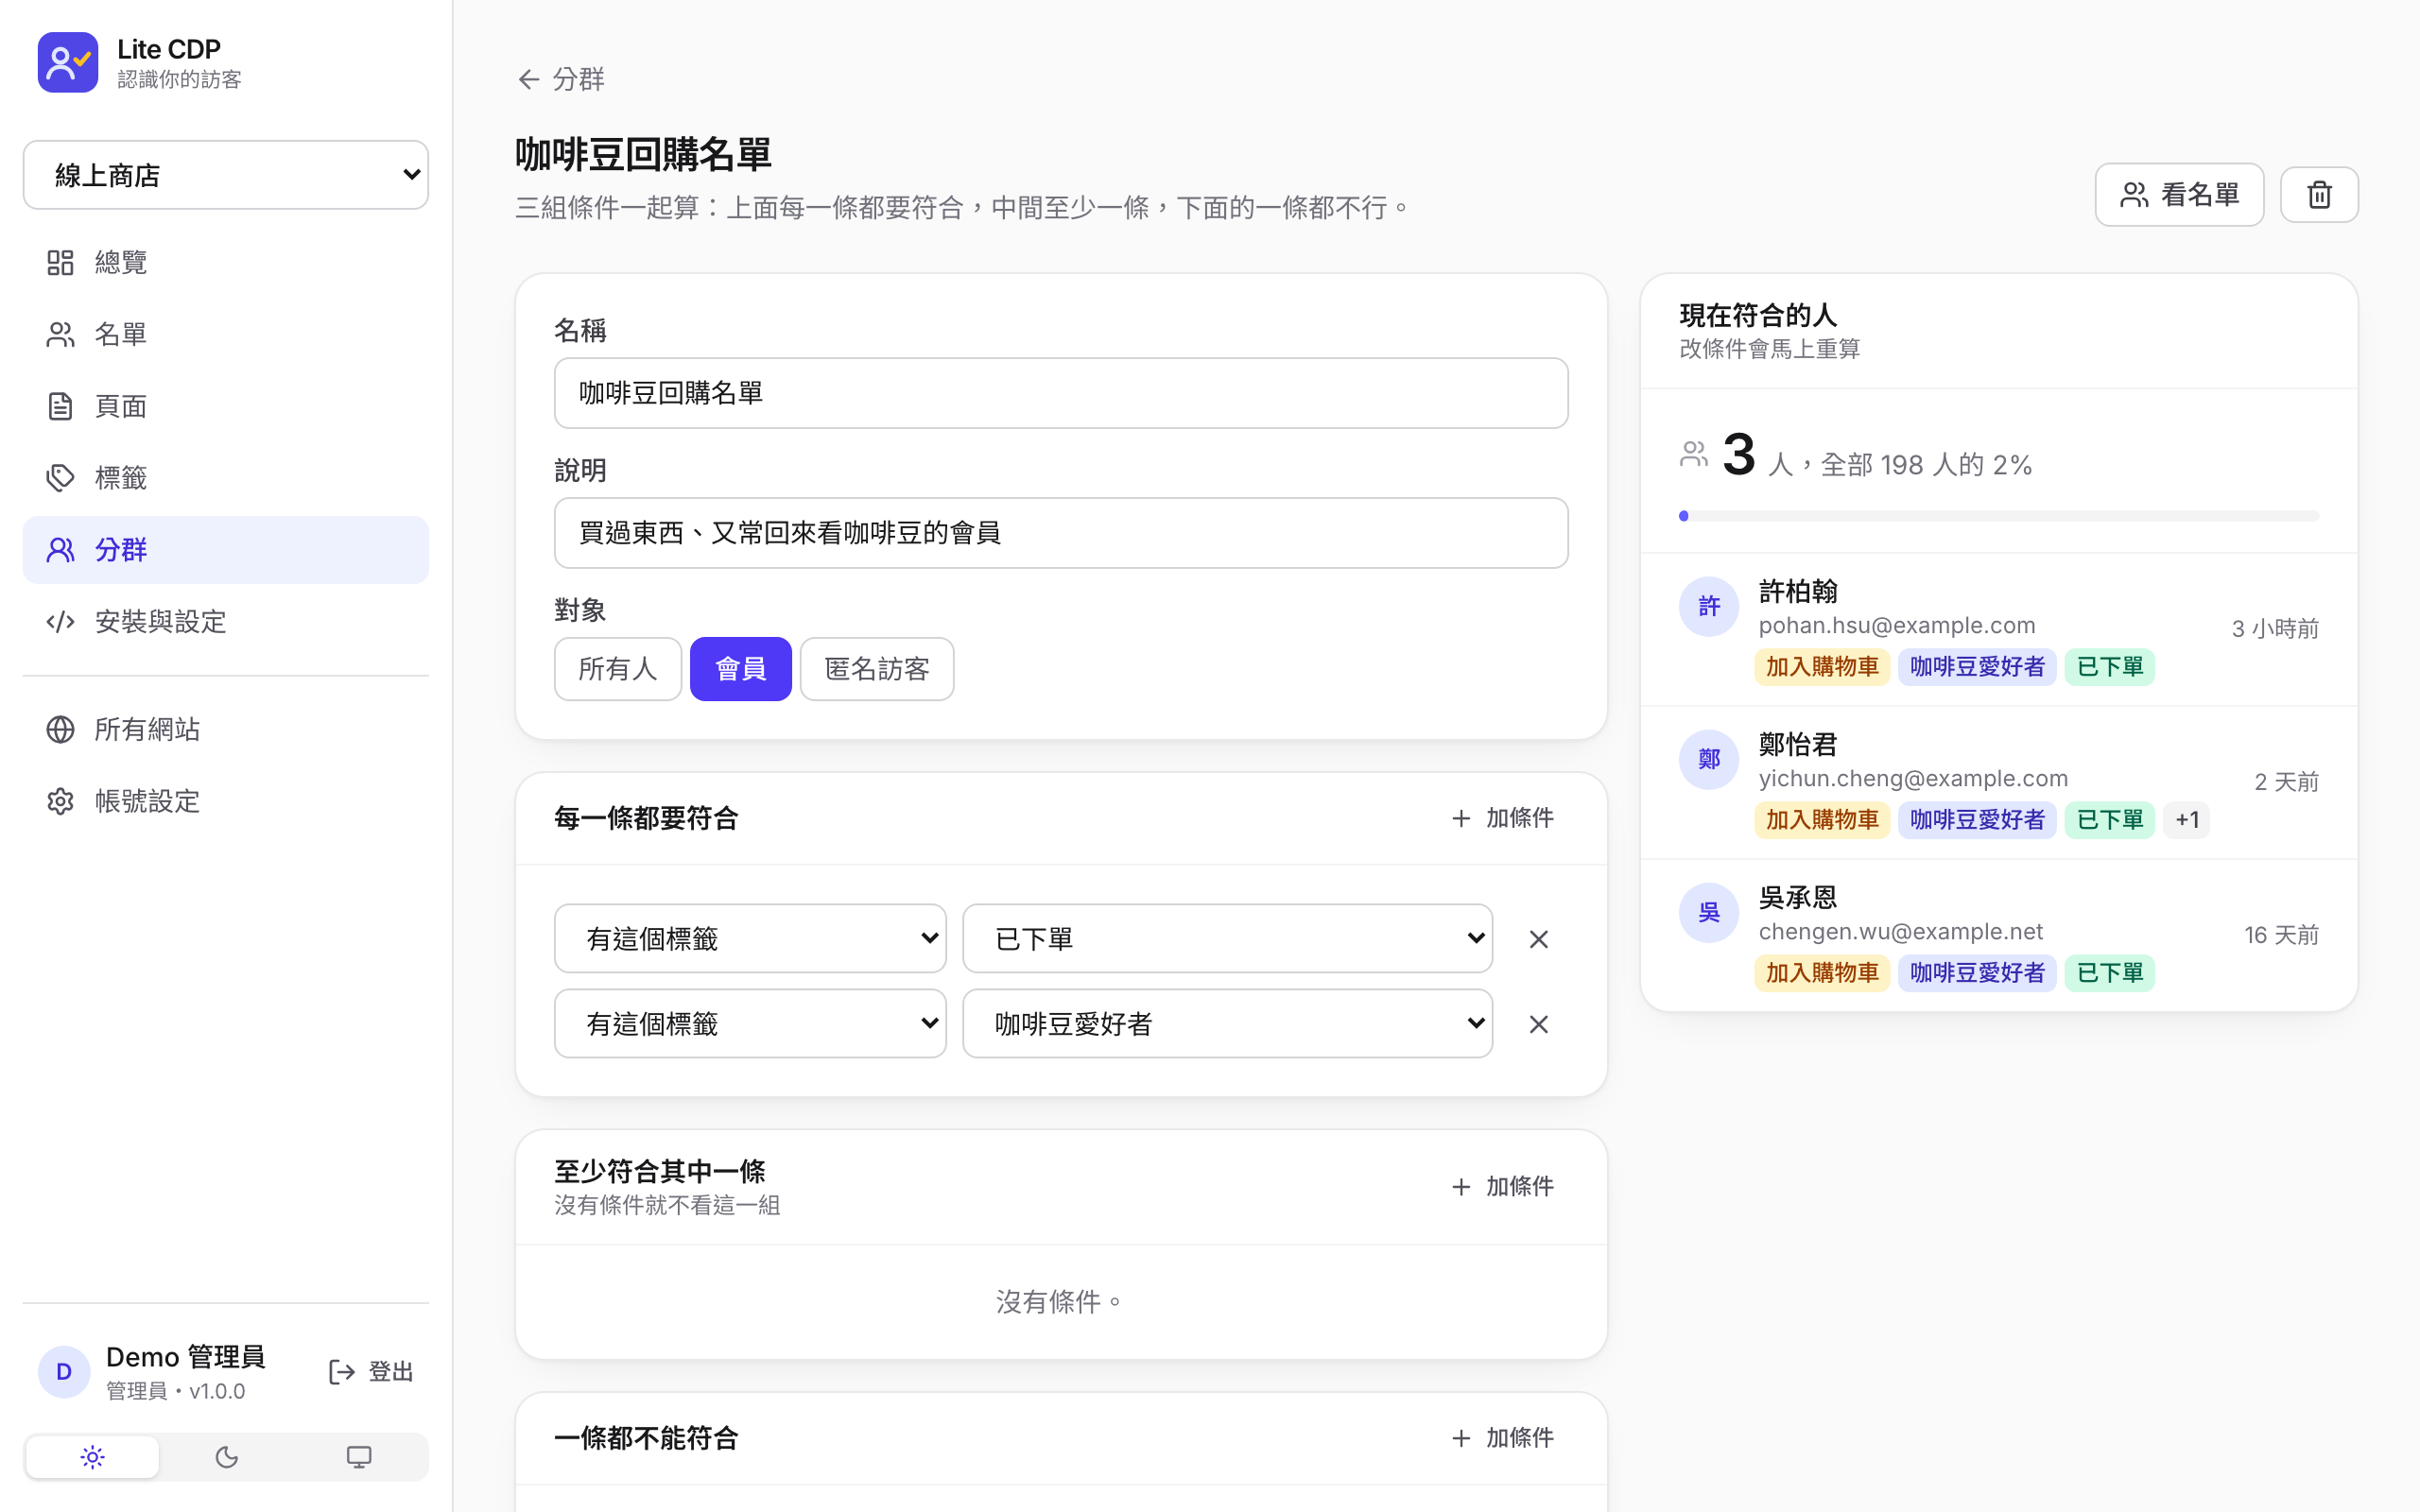 Lite CDP
認識你的訪客
線上商店
總覽
名單
頁面
標籤
分群
安裝與設定
所有網站
帳號設定
D
Demo 管理員
管理員・v1.0.0
登出
分群
咖啡豆回購名單
三組條件一起算：上面每一條都要符合，中間至少一條，下面的一條都不行。
看名單
名稱
咖啡豆回購名單
說明
買過東西、又常回來看咖啡豆的會員
對象
所有人
會員
匿名訪客
每一條都要符合
加條件
有這個標籤
已下單
有這個標籤
咖啡豆愛好者
至少符合其中一條
沒有條件就不看這一組
加條件
沒有條件。
一條都不能符合
加條件
現在符合的人
改條件會馬上重算
3 人，全部 198 人的 2%
許
許柏翰
pohan.hsu@example.com
3 小時前
加入購物車 咖啡豆愛好者 已下單
鄭
鄭怡君
yichun.cheng@example.com
2 天前
加入購物車 咖啡豆愛好者 已下單 +1
吳
吳承恩
chengen.wu@example.net
16 天前
加入購物車 咖啡豆愛好者 已下單